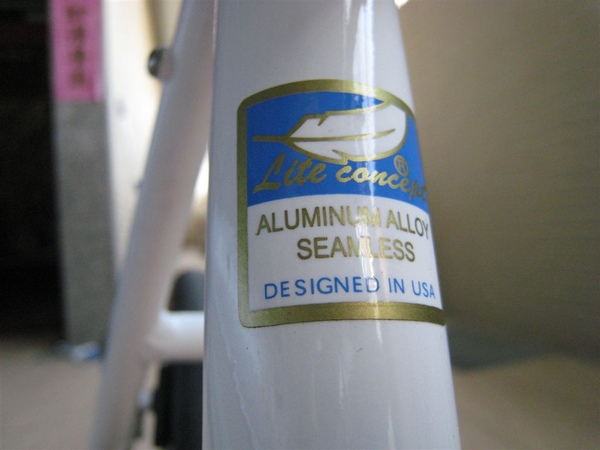 Lite concept
®
ALUMINUM ALLOY
SEAMLESS
DESIGNED IN USA